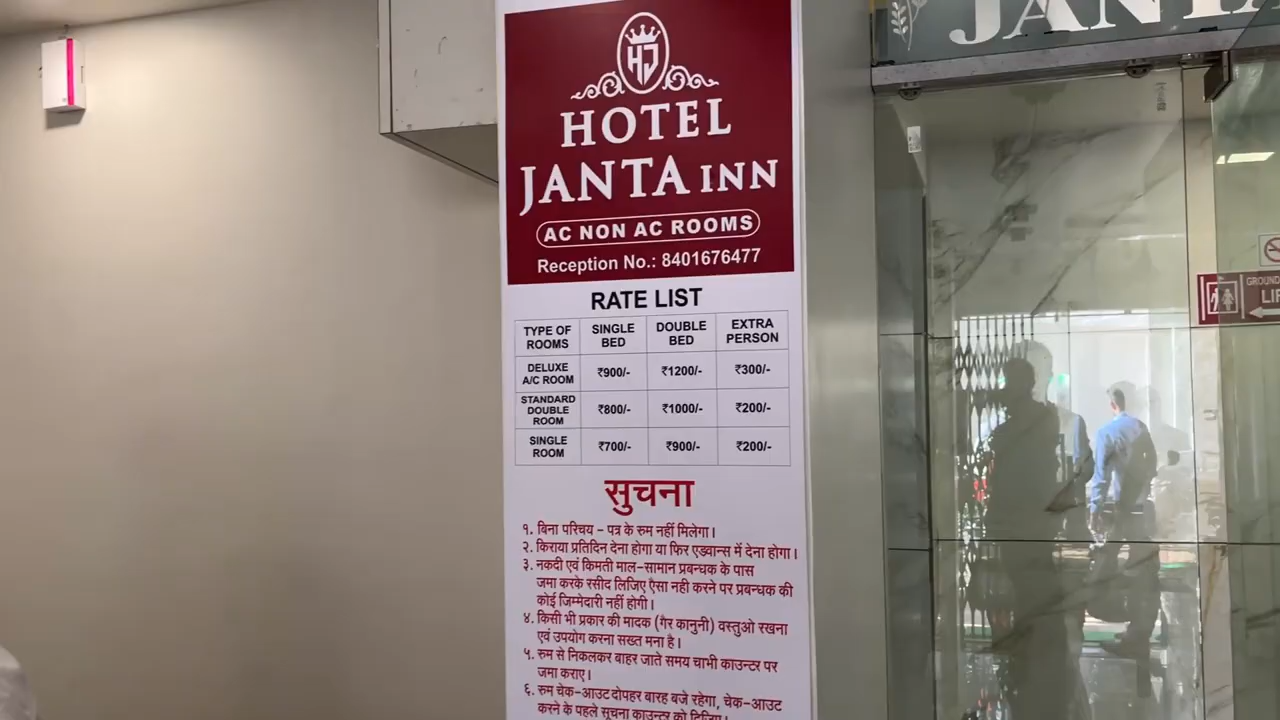 HJ
HOTEL
JANTA INN
AC NON AC ROOMS
Reception No.: 8401676477
RATE LIST
TYPE OF ROOMS SINGLE BED DOUBLE BED EXTRA PERSON
DELUXE A/C ROOM ₹900/- ₹1200/- ₹300/-
STANDARD DOUBLE ROOM ₹800/- ₹1000/- ₹200/-
SINGLE ROOM ₹700/- ₹900/- ₹200/-
सुचना
१. बिना परिचय - पत्र के रुम नहीं मिलेगा।
२. किराया प्रतिदिन देना होगा या फिर एडवान्स में देना होगा।
३. नकदी एवं किमती माल-सामान प्रबन्धक के पास
जमा करके रसीद लिजिए ऐसा नही करने पर प्रबन्धक की
कोई जिम्मेदारी नहीं होगी।
४. किसी भी प्रकार की मादक (गैर कानुनी) वस्तुओ रखना
एवं उपयोग करना सख्त मना है।
५. रुम से निकलकर बाहर जाते समय चाभी काउन्टर पर
जमा कराए।
६. रुम चेक-आउट दोपहर बारह बजे रहेगा, चेक-आउट
करने के पहले सूचना काउन्टर को दिजिए।
JANTA
GROUND